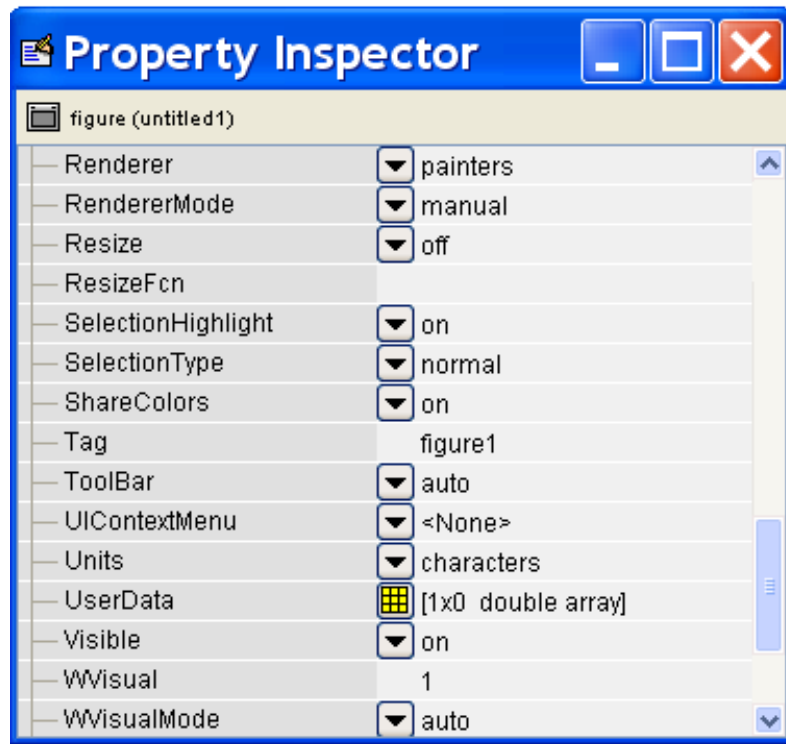 Property Inspector
figure (untitled1)
Renderer painters
RendererMode manual
Resize off
ResizeFcn
SelectionHighlight on
SelectionType normal
ShareColors on
Tag figure1
ToolBar auto
UIContextMenu <None>
Units characters
UserData [1x0 double array]
Visible on
WVisual 1
WVisualMode auto